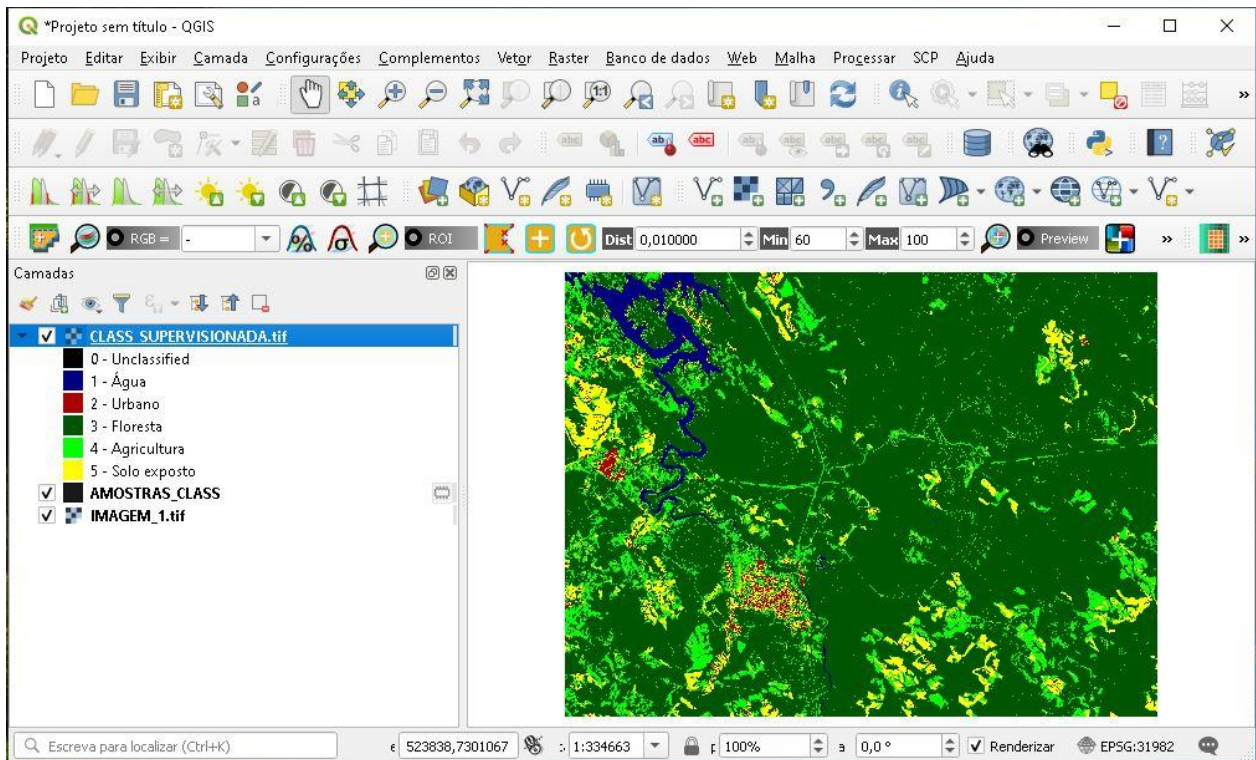 *Projeto sem título - QGIS
Projeto Editar Exibir Camada Configurações Complementos Vetor Raster Banco de dados Web Malha Processar SCP Ajuda
RGB = - ROI Dist 0,010000 Min 60 Max 100 Preview
Camadas
CLASS_SUPERVISIONADA.tif
0 - Unclassified
1 - Água
2 - Urbano
3 - Floresta
4 - Agricultura
5 - Solo exposto
AMOSTRAS_CLASS
IMAGEM_1.tif
Escreva para localizar (Ctrl+K) 523838,7301067 1:334663 100% 0,0 ° Renderizar EPSG:31982